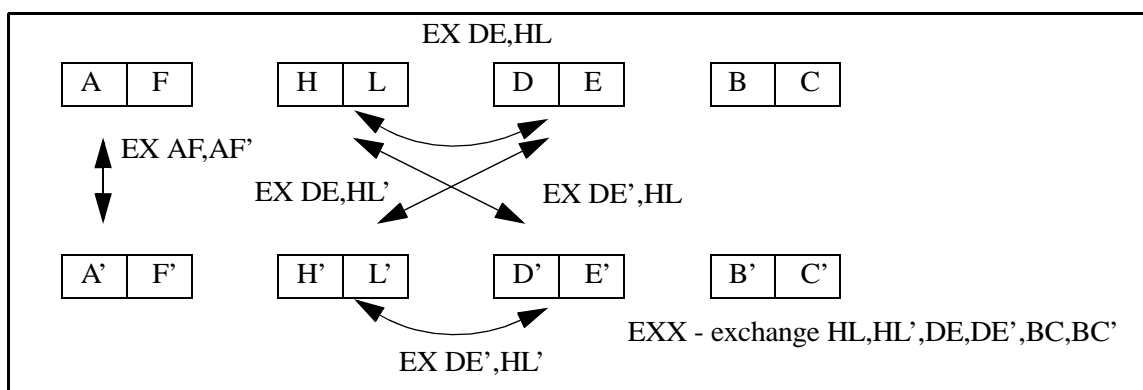 EX DE,HL
A F H L D E B C
EX AF,AF’
EX DE,HL’ EX DE’,HL
A’ F’ H’ L’ D’ E’ B’ C’
EXX - exchange HL,HL’,DE,DE’,BC,BC’
EX DE’,HL’